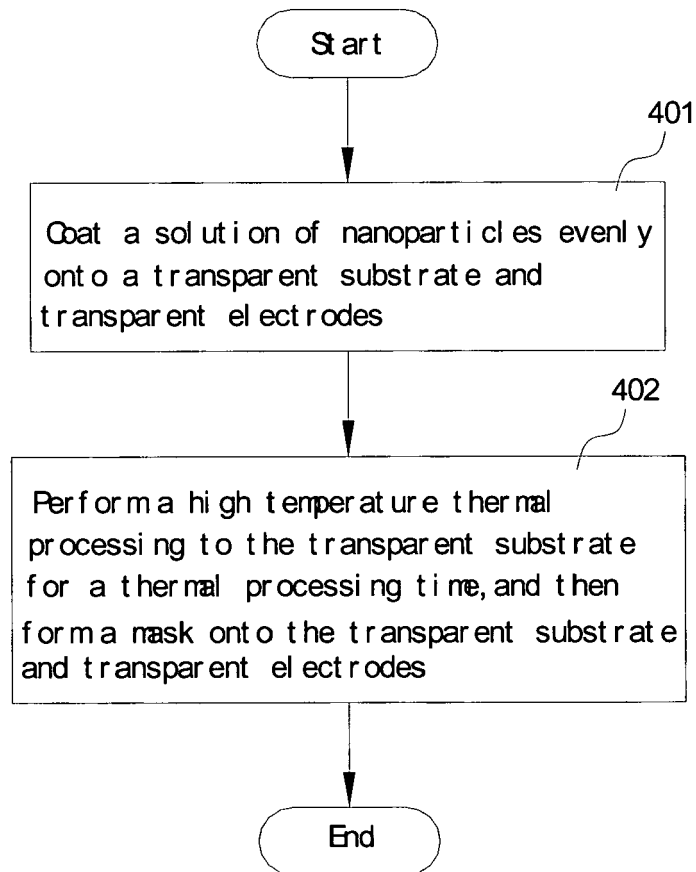 Start
401
Coat a solution of nanoparticles evenly
onto a transparent substrate and
transparent electrodes
402
Perform a high temperature thermal
processing to the transparent substrate
for a thermal processing time, and then
form a mask onto the transparent substrate
and transparent electrodes
End